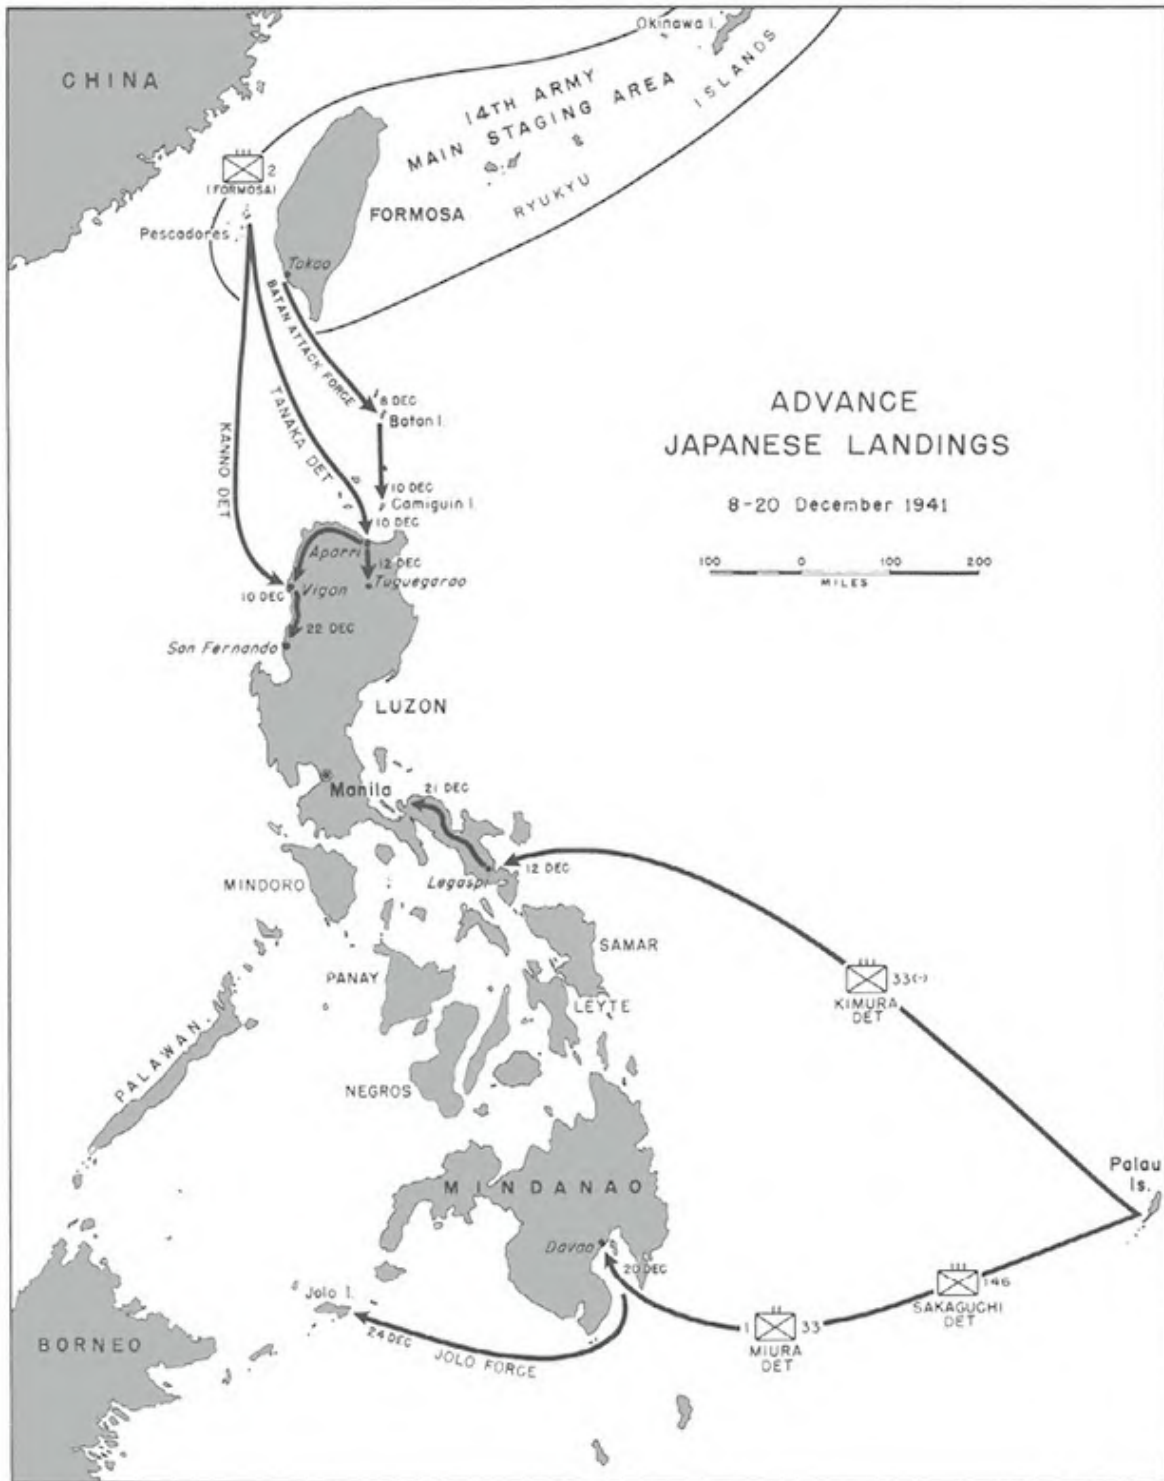 Okinawa I.
CHINA
14TH ARMY
MAIN STAGING AREA
ISLANDS
RYUKYU
2
(FORMOSA)
FORMOSA
Pescadores
Takao
BATAN ATTACK FORCE
TANAKA DET
KANNO DET
8 DEC
Batan I.
10 DEC
Camiguin I.
10 DEC
Aparri
12 DEC
Tuguegarao
10 DEC
Vigan
22 DEC
San Fernando
ADVANCE
JAPANESE LANDINGS
8-20 December 1941
100 0 100 200
MILES
LUZON
Manila
21 DEC
Legaspi
12 DEC
MINDORO
SAMAR
PANAY
LEYTE
33(-)
KIMURA
DET
PALAWAN
NEGROS
MINDANAO
Palau
Is.
Davao
20 DEC
146
SAKAGUCHI
DET
1 33
MIURA
DET
Jolo I.
24 DEC
JOLO FORCE
BORNEO